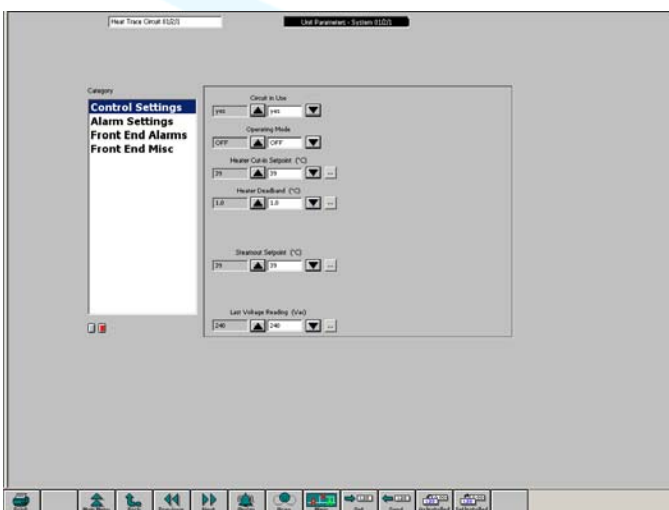 Heat Trace Circuit 01/2/1
Unit Parameters - System 01/2/1
Category
Control Settings
Alarm Settings
Front End Alarms
Front End Misc
Circuit in Use
yes yes
Operating Mode
OFF OFF
Heater Cut-in Setpoint (°C)
39 39 ...
Heater Deadband (°C)
1.0 1.0 ...
Steamout Setpoint (°C)
39 39 ...
Last Voltage Reading (Vac)
240 240 ...